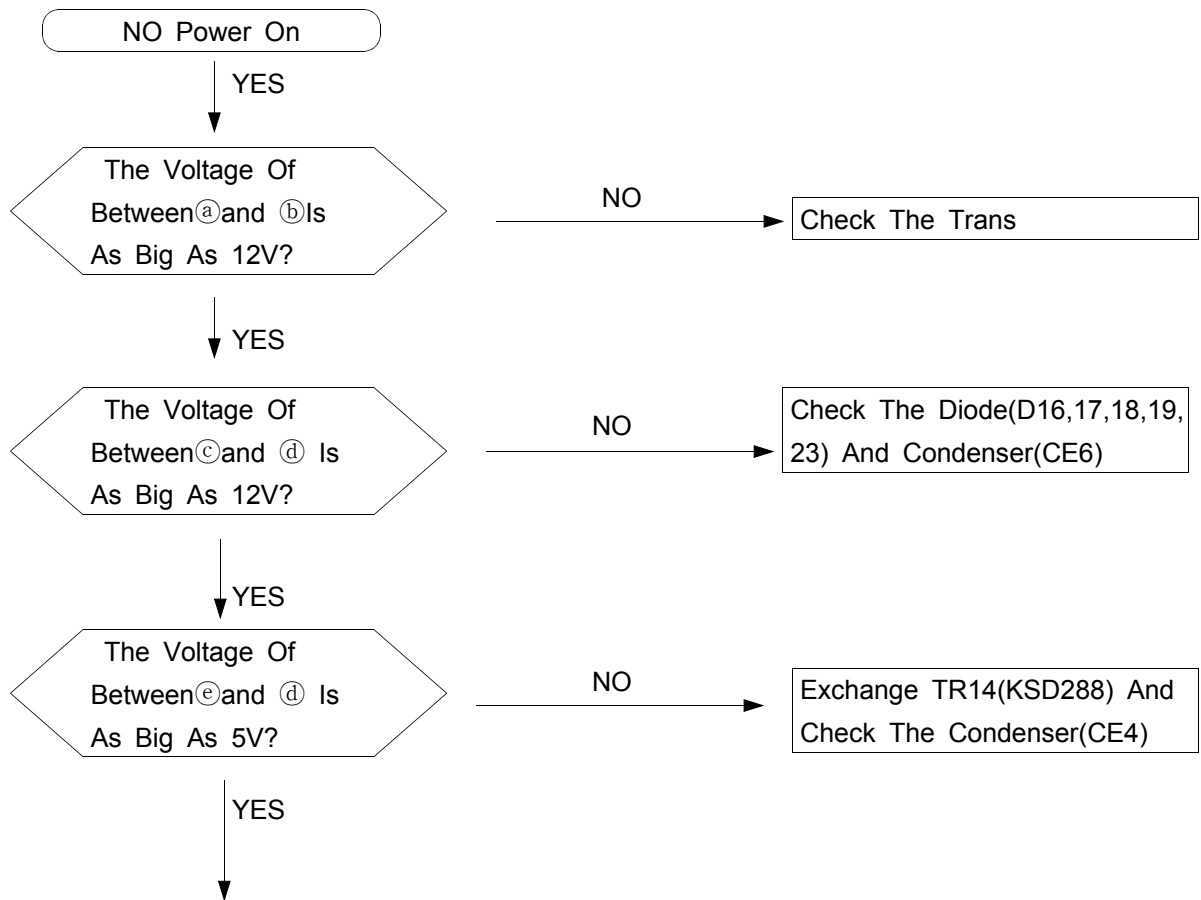 NO Power On
YES
The Voltage Of
Betweenⓐand ⓑIs
As Big As 12V?
NO
Check The Trans
YES
The Voltage Of
Betweenⓒand ⓓ Is
As Big As 12V?
NO
Check The Diode(D16,17,18,19,
23) And Condenser(CE6)
YES
The Voltage Of
Betweenⓔand ⓓ Is
As Big As 5V?
NO
Exchange TR14(KSD288) And
Check The Condenser(CE4)
YES